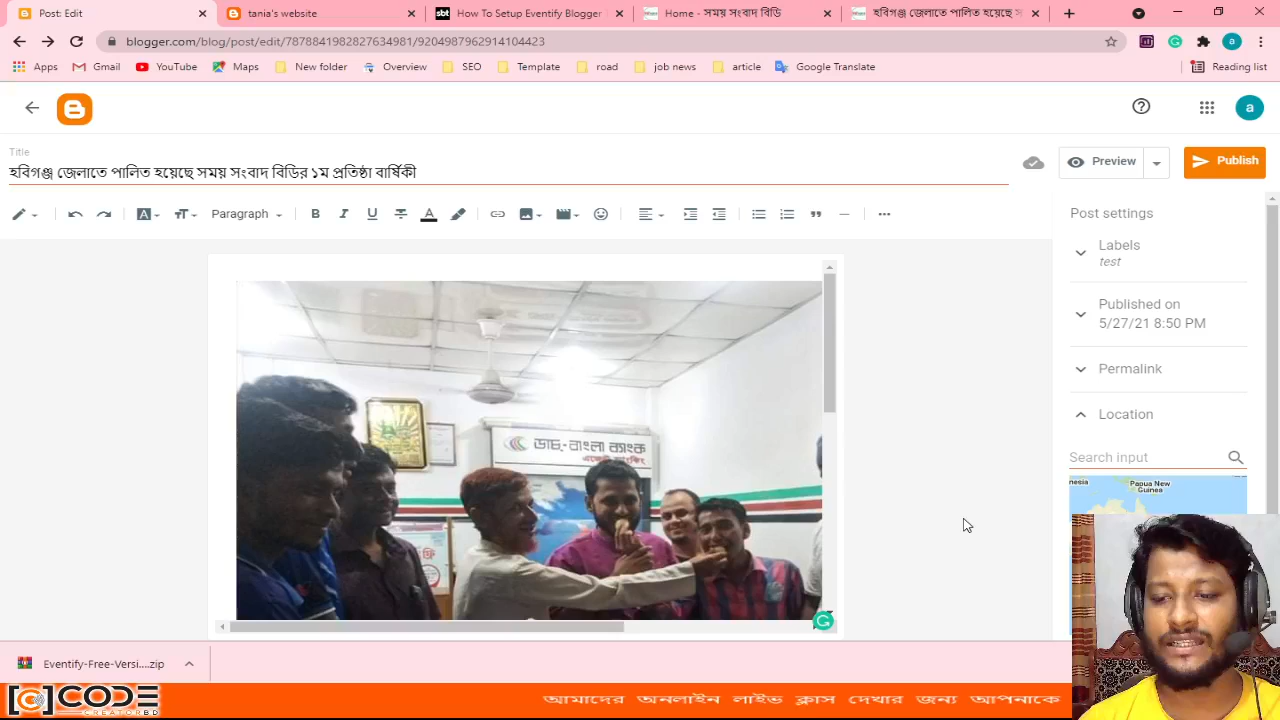 Post: Edit
tania's website
How To Setup Eventify Blogger
Home - সময় সংবাদ বিডি
হবিগঞ্জ জেলাতে পালিত হয়েছে স
blogger.com/blog/post/edit/7878841982827634981/9204987962914104423
a
Apps
Gmail
YouTube
Maps
New folder
Overview
SEO
Template
road
job news
article
Google Translate
Reading list
a
Title
হবিগঞ্জ জেলাতে পালিত হয়েছে সময় সংবাদ বিডির ১ম প্রতিষ্ঠা বার্ষিকী
Preview
Publish
Paragraph
Post settings
Labels
test
Published on
5/27/21 8:50 PM
Permalink
Location
Search input
Papua New
Guinea
ডাচ্-বাংলা ব্যাংক
Eventify-Free-Versi....zip
CODE
CREATORBD
আমাদের অনলাইন লাইভ ক্লাস দেখার জন্য আপনাকে